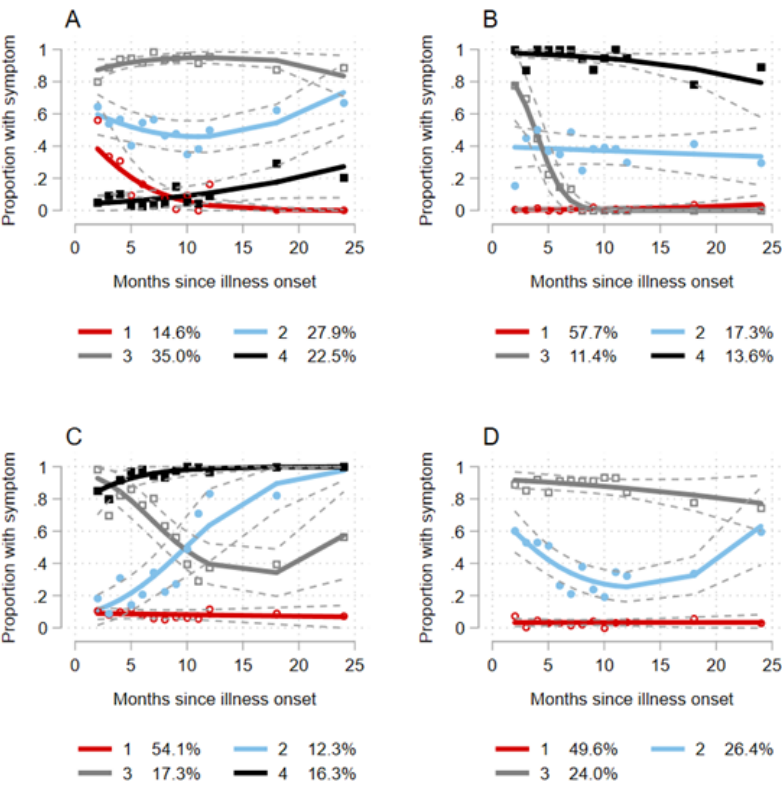 A
Proportion with symptom
1
.8
.6
.4
.2
0
0 5 10 15 20 25
Months since illness onset
1 14.6% 2 27.9%
3 35.0% 4 22.5%
B
Proportion with symptom
1
.8
.6
.4
.2
0
0 5 10 15 20 25
Months since illness onset
1 57.7% 2 17.3%
3 11.4% 4 13.6%
C
Proportion with symptom
1
.8
.6
.4
.2
0
0 5 10 15 20 25
Months since illness onset
1 54.1% 2 12.3%
3 17.3% 4 16.3%
D
Proportion with symptom
1
.8
.6
.4
.2
0
0 5 10 15 20 25
Months since illness onset
1 49.6% 2 26.4%
3 24.0%